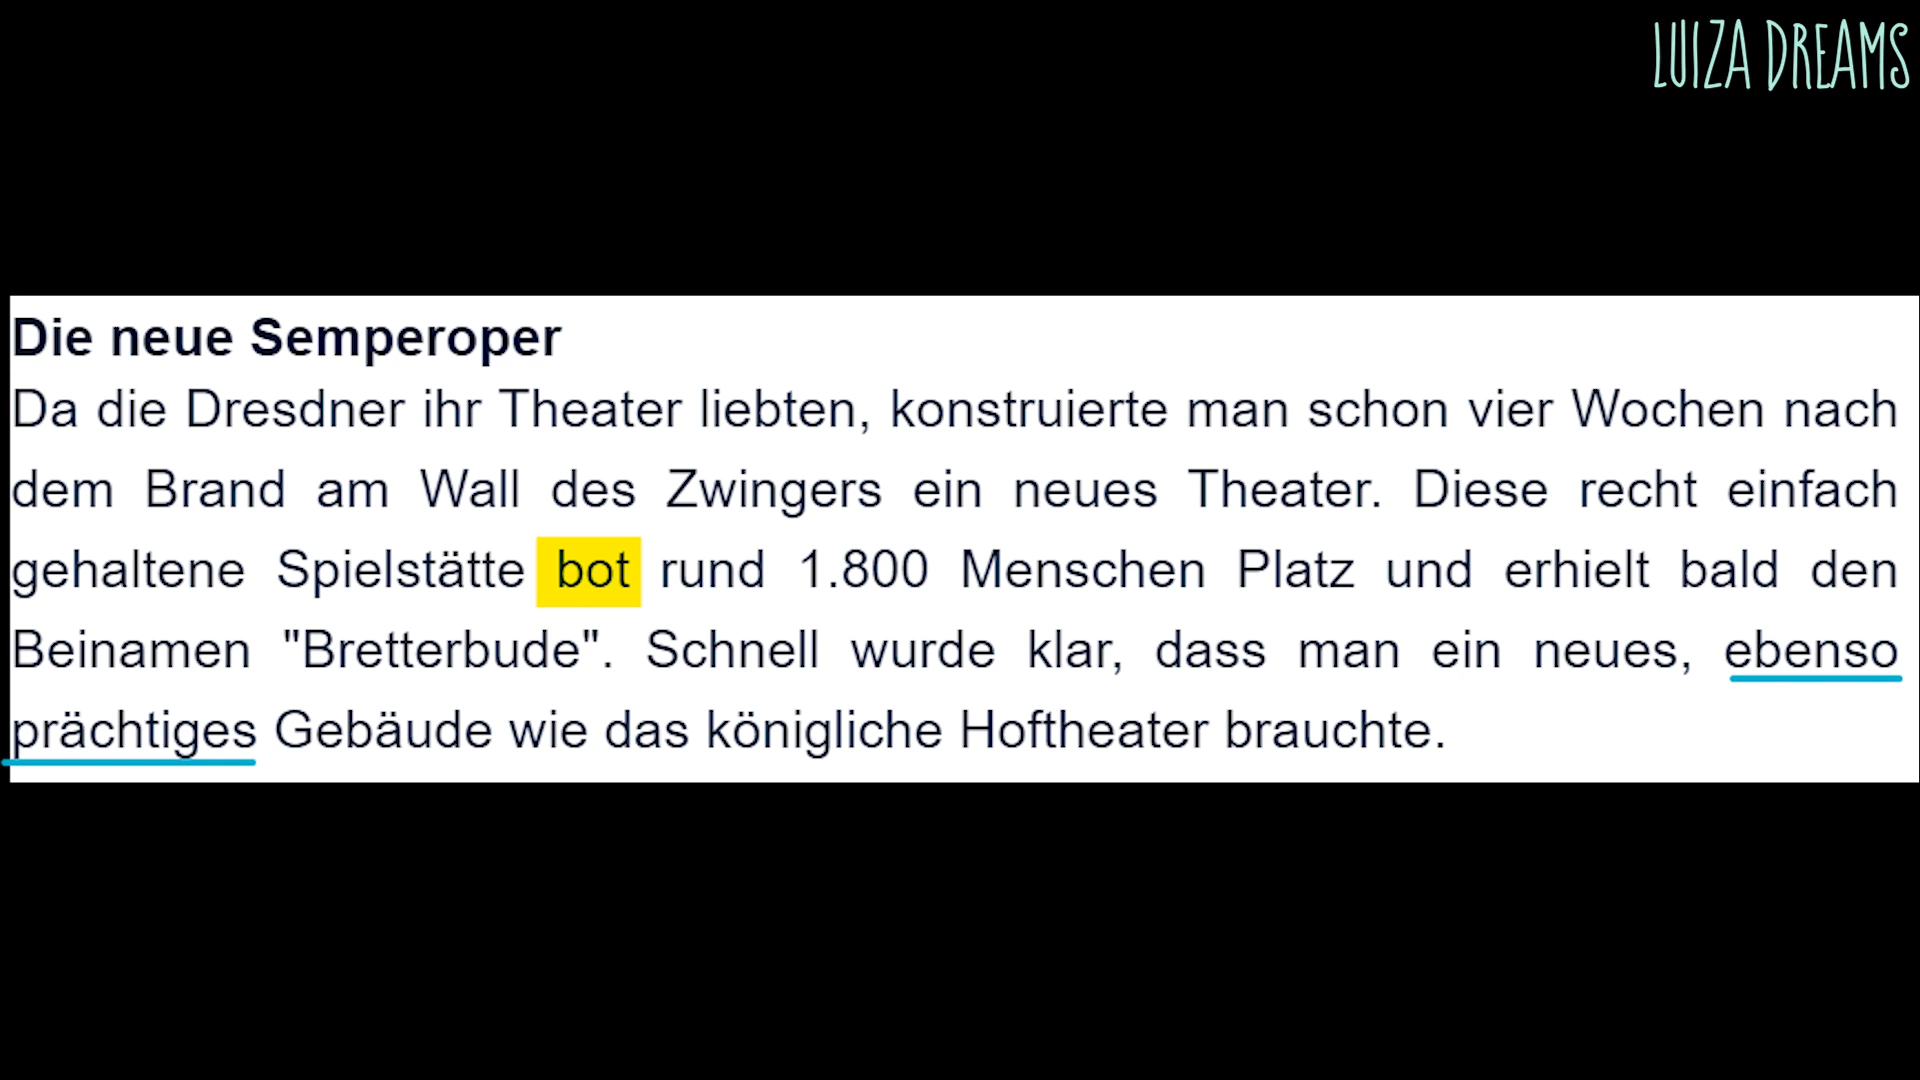 LUIZA DREAMS
Die neue Semperoper
Da die Dresdner ihr Theater liebten, konstruierte man schon vier Wochen nach
dem Brand am Wall des Zwingers ein neues Theater. Diese recht einfach
gehaltene Spielstätte bot rund 1.800 Menschen Platz und erhielt bald den
Beinamen "Bretterbude". Schnell wurde klar, dass man ein neues, ebenso
prächtiges Gebäude wie das königliche Hoftheater brauchte.